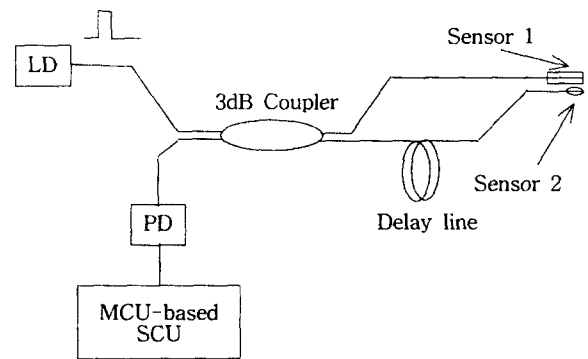 Sensor 1
LD
3dB Coupler
Sensor 2
Delay line
PD
MCU-based
SCU